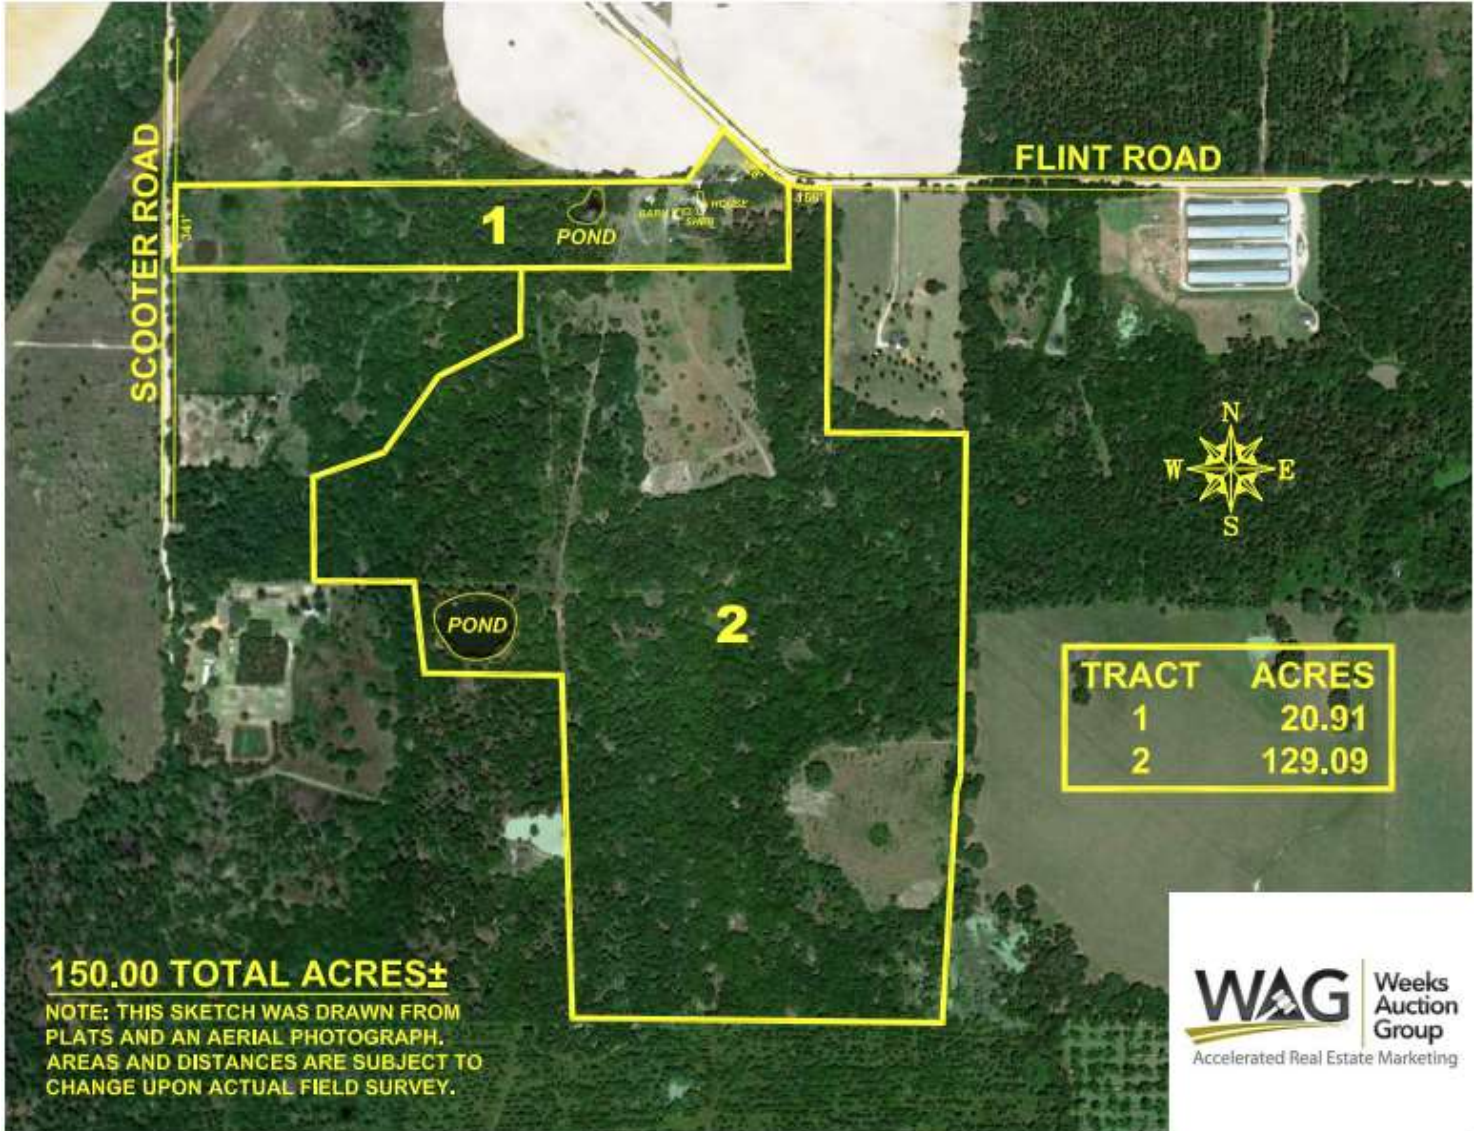 FLINT ROAD
SCOOTER ROAD
341'
1
POND
BARN
HOUSE
SHED
156'
N
W E
S
POND
2
TRACT ACRES
1 20.91
2 129.09
150.00 TOTAL ACRES±
NOTE: THIS SKETCH WAS DRAWN FROM
PLATS AND AN AERIAL PHOTOGRAPH.
AREAS AND DISTANCES ARE SUBJECT TO
CHANGE UPON ACTUAL FIELD SURVEY.
WAG
Weeks
Auction
Group
Accelerated Real Estate Marketing